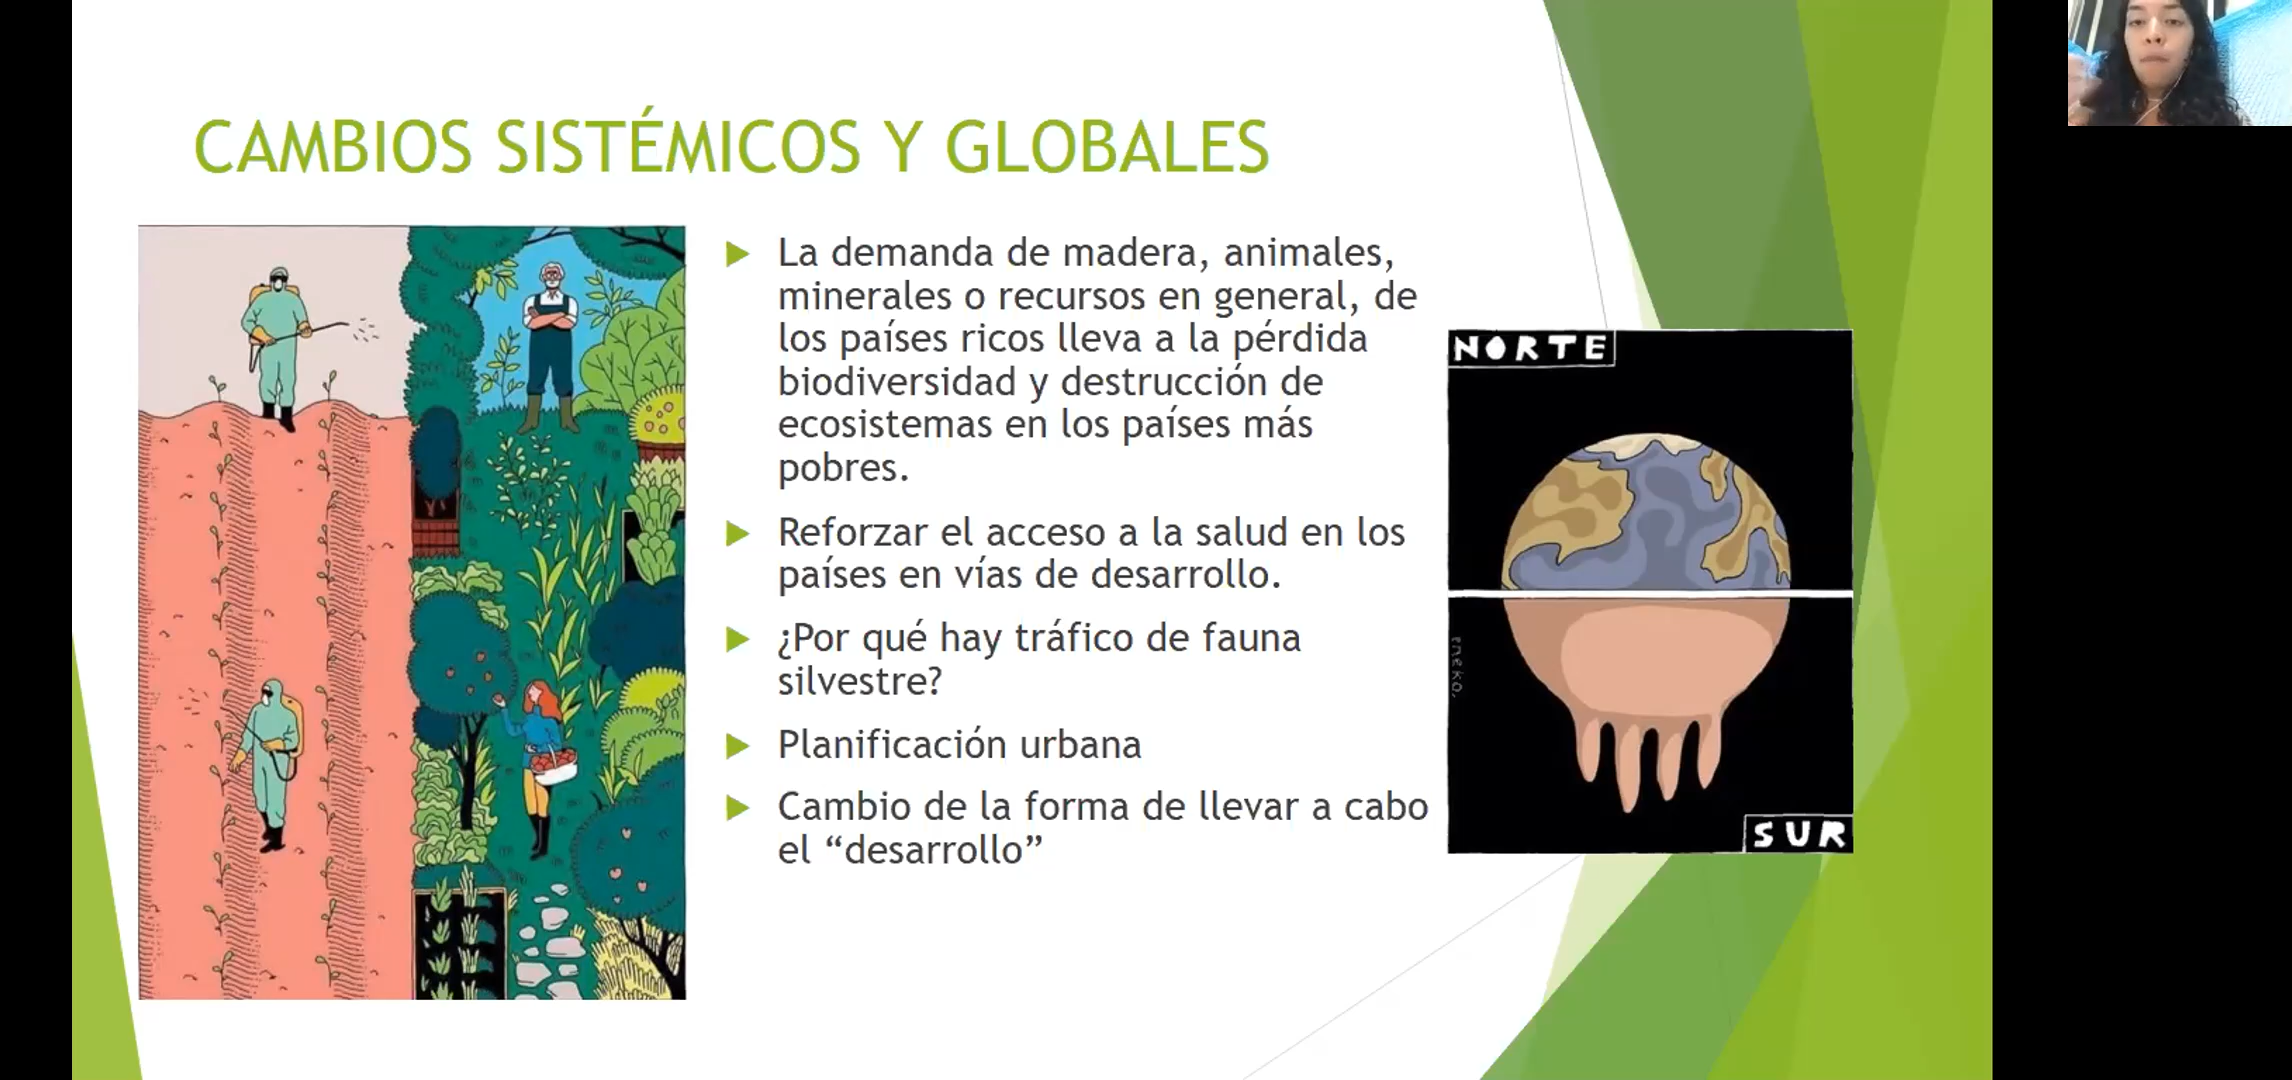 CAMBIOS SISTÉMICOS Y GLOBALES
La demanda de madera, animales,
minerales o recursos en general, de
los países ricos lleva a la pérdida
biodiversidad y destrucción de
ecosistemas en los países más
pobres.
Reforzar el acceso a la salud en los
países en vías de desarrollo.
¿Por qué hay tráfico de fauna
silvestre?
Planificación urbana
Cambio de la forma de llevar a cabo
el “desarrollo”
NORTE
eneko.
SUR